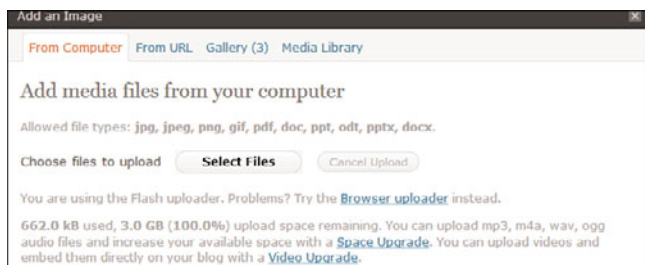 Add an Image
From Computer From URL Gallery (3) Media Library
Add media files from your computer
Allowed file types: jpg, jpeg, png, gif, pdf, doc, ppt, odt, pptx, docx.
Choose files to upload Select Files Cancel Upload
You are using the Flash uploader. Problems? Try the Browser uploader instead.
662.0 kB used, 3.0 GB (100.0%) upload space remaining. You can upload mp3, m4a, wav, ogg
audio files and increase your available space with a Space Upgrade. You can upload videos and
embed them directly on your blog with a Video Upgrade.